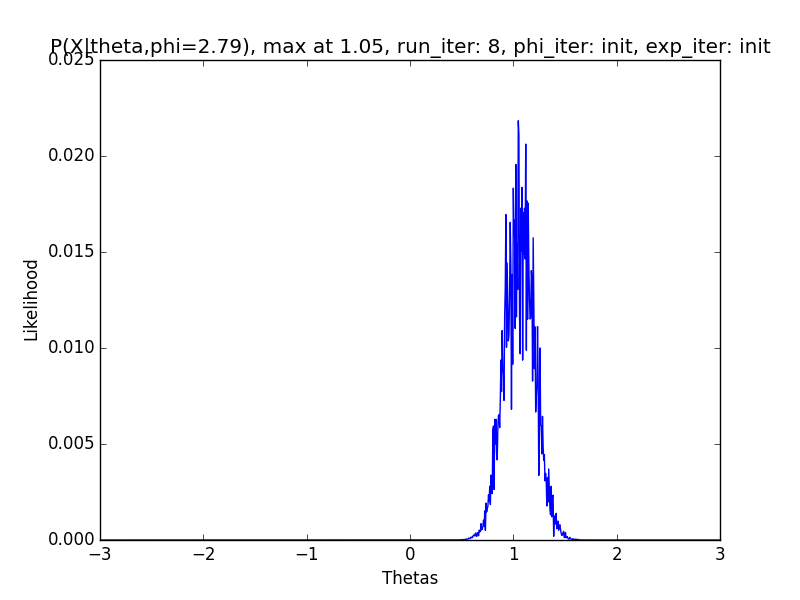 P(X|theta,phi=2.79), max at 1.05, run_iter: 8, phi_iter: init, exp_iter: init
0.025
0.020
0.015
0.010
0.005
0.000
Likelihood
−3 −2 −1 0 1 2 3
Thetas